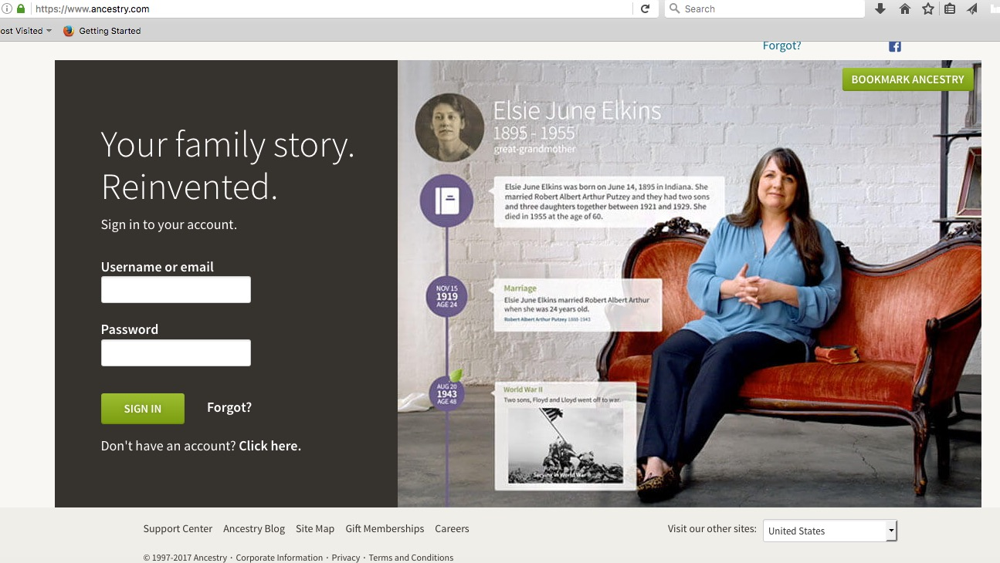 https://www.ancestry.com
Search
ost Visited
Getting Started
Forgot?
BOOKMARK ANCESTRY
Your family story.
Reinvented.
Sign in to your account.
Username or email
Password
SIGN IN
Forgot?
Don't have an account? Click here.
Elsie June Elkins
1895 - 1955
great-grandmother
Elsie June Elkins was born on June 14, 1895 in Indiana. She
married Robert Albert Arthur Putzey and they had two sons
and three daughters together between 1921 and 1929. She
died in 1955 at the age of 60.
NOV 15
1919
AGE 24
Marriage
Elsie June Elkins married Robert Albert Arthur
when she was 24 years old.
Robert Albert Arthur Putzey 1888-1943
AUG 20
1943
AGE 48
World War II
Two sons, Floyd and Lloyd went off to war.
Serving in World War II
Support Center
Ancestry Blog
Site Map
Gift Memberships
Careers
Visit our other sites:
United States
© 1997-2017 Ancestry · Corporate Information · Privacy · Terms and Conditions